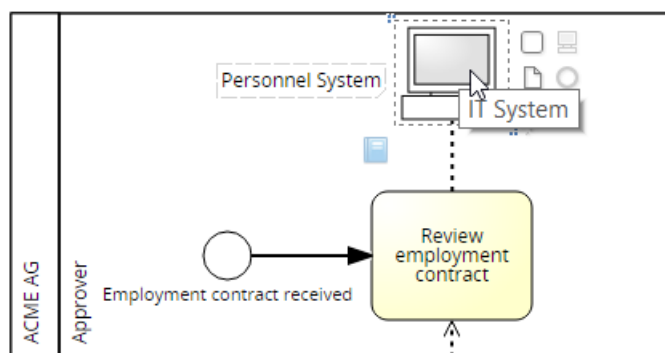 Personnel System
IT System
Review
employment
contract
Employment contract received
ACME AG
Approver